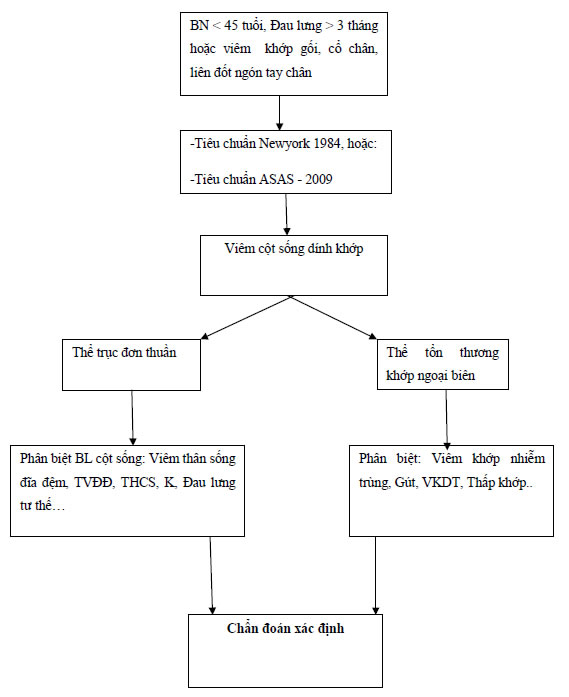 BN < 45 tuổi, Đau lưng > 3 tháng
hoặc viêm khớp gối, cổ chân,
liên đốt ngón tay chân
-Tiêu chuẩn Newyork 1984, hoặc:
-Tiêu chuẩn ASAS - 2009
Viêm cột sống dính khớp
Thể trục đơn thuần
Thể tổn thương
khớp ngoại biên
Phân biệt BL cột sống: Viêm thân sống
đĩa đệm, TVĐĐ, THCS, K, Đau lưng
tư thế…
Phân biệt: Viêm khớp nhiễm
trùng, Gút, VKDT, Thấp khớp..
Chẩn đoán xác định